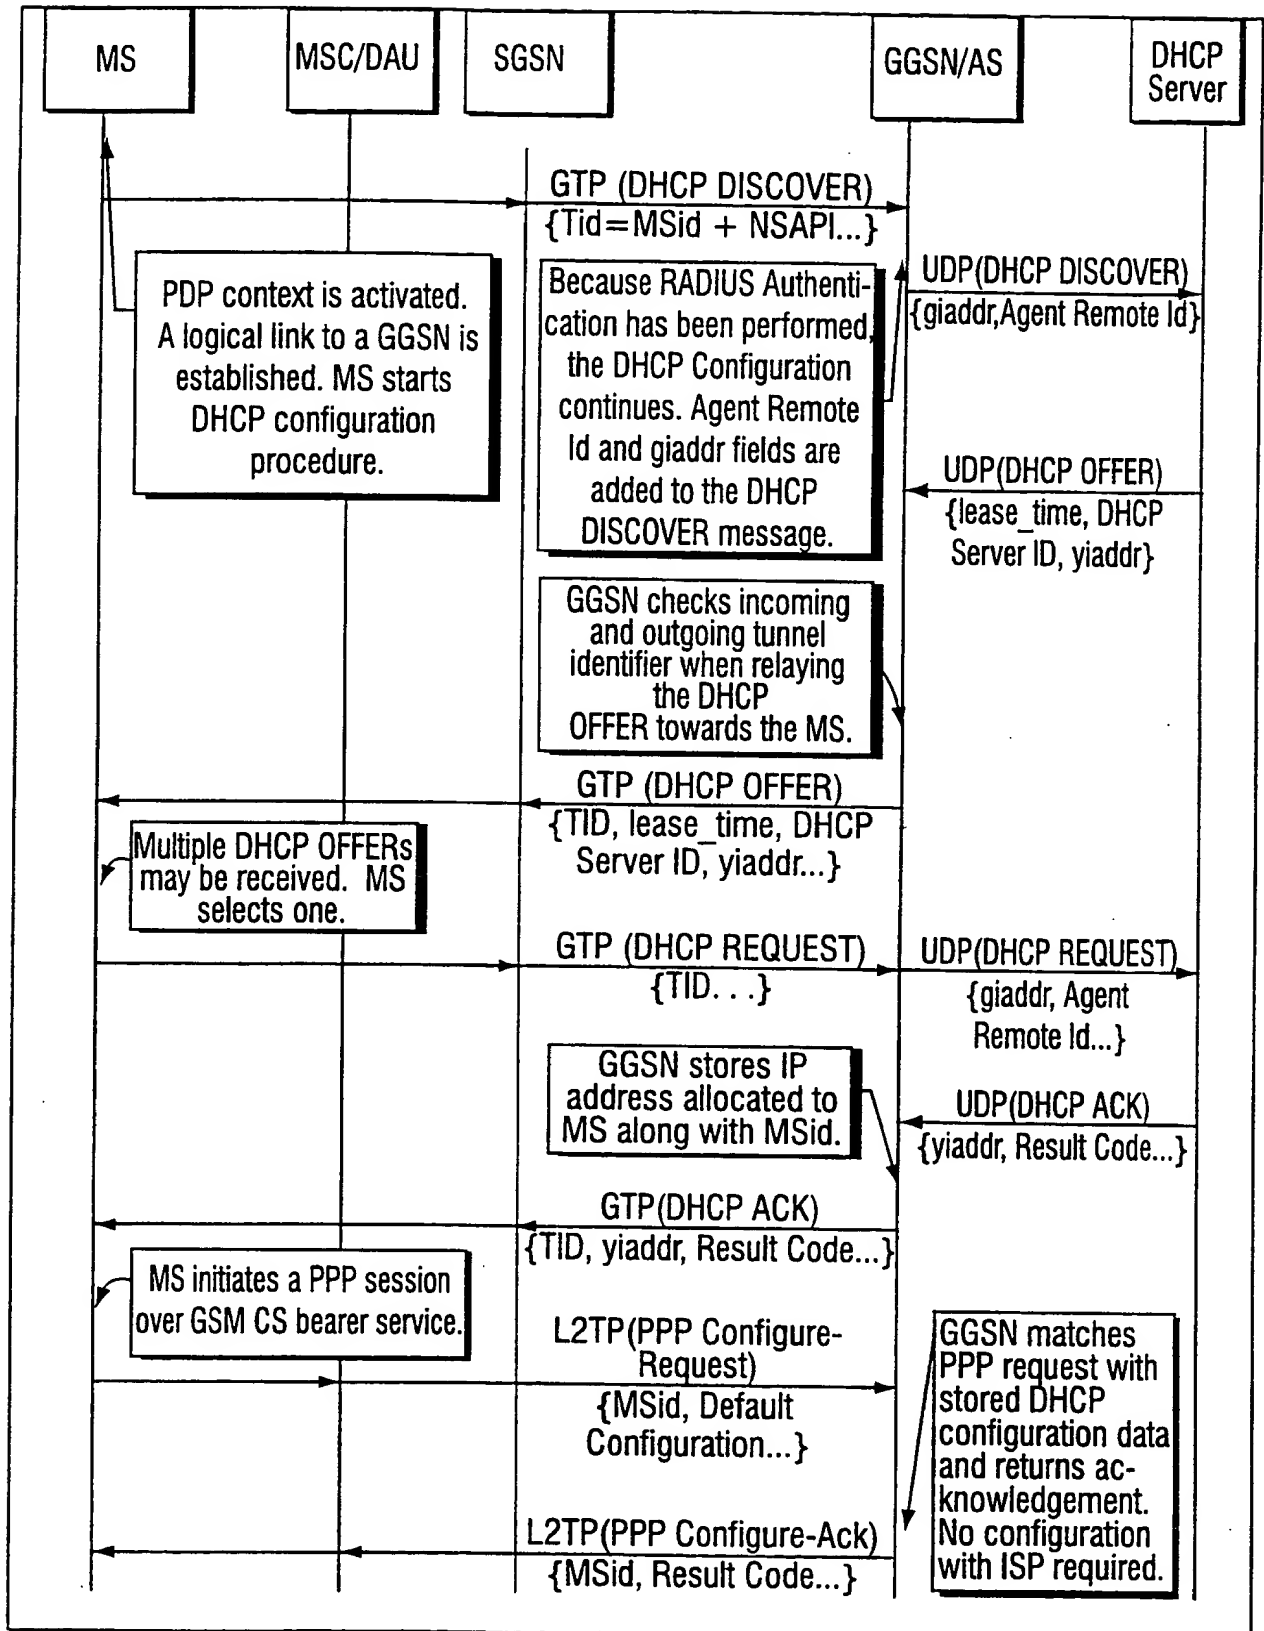 MS
MSC/DAU
SGSN
GGSN/AS
DHCP
Server
GTP (DHCP DISCOVER)
{Tid=MSid + NSAPI...}
PDP context is activated.
A logical link to a GGSN is
established. MS starts
DHCP configuration
procedure.
Because RADIUS Authenti-
cation has been performed,
the DHCP Configuration
continues. Agent Remote
Id and giaddr fields are
added to the DHCP
DISCOVER message.
UDP(DHCP DISCOVER)
{giaddr,Agent Remote Id}
UDP(DHCP OFFER)
{lease_time, DHCP
Server ID, yiaddr}
GGSN checks incoming
and outgoing tunnel
identifier when relaying
the DHCP
OFFER towards the MS.
GTP (DHCP OFFER)
{TID, lease_time, DHCP
Server ID, yiaddr...}
Multiple DHCP OFFERs
may be received. MS
selects one.
GTP (DHCP REQUEST)
{TID. . .}
UDP(DHCP REQUEST)
{giaddr, Agent
Remote Id...}
GGSN stores IP
address allocated to
MS along with MSid.
UDP(DHCP ACK)
{yiaddr, Result Code...}
GTP(DHCP ACK)
{TID, yiaddr, Result Code...}
MS initiates a PPP session
over GSM CS bearer service.
L2TP(PPP Configure-
Request)
{MSid, Default
Configuration...}
GGSN matches
PPP request with
stored DHCP
configuration data
and returns ac-
knowledgement.
No configuration
with ISP required.
L2TP(PPP Configure-Ack)
{MSid, Result Code...}